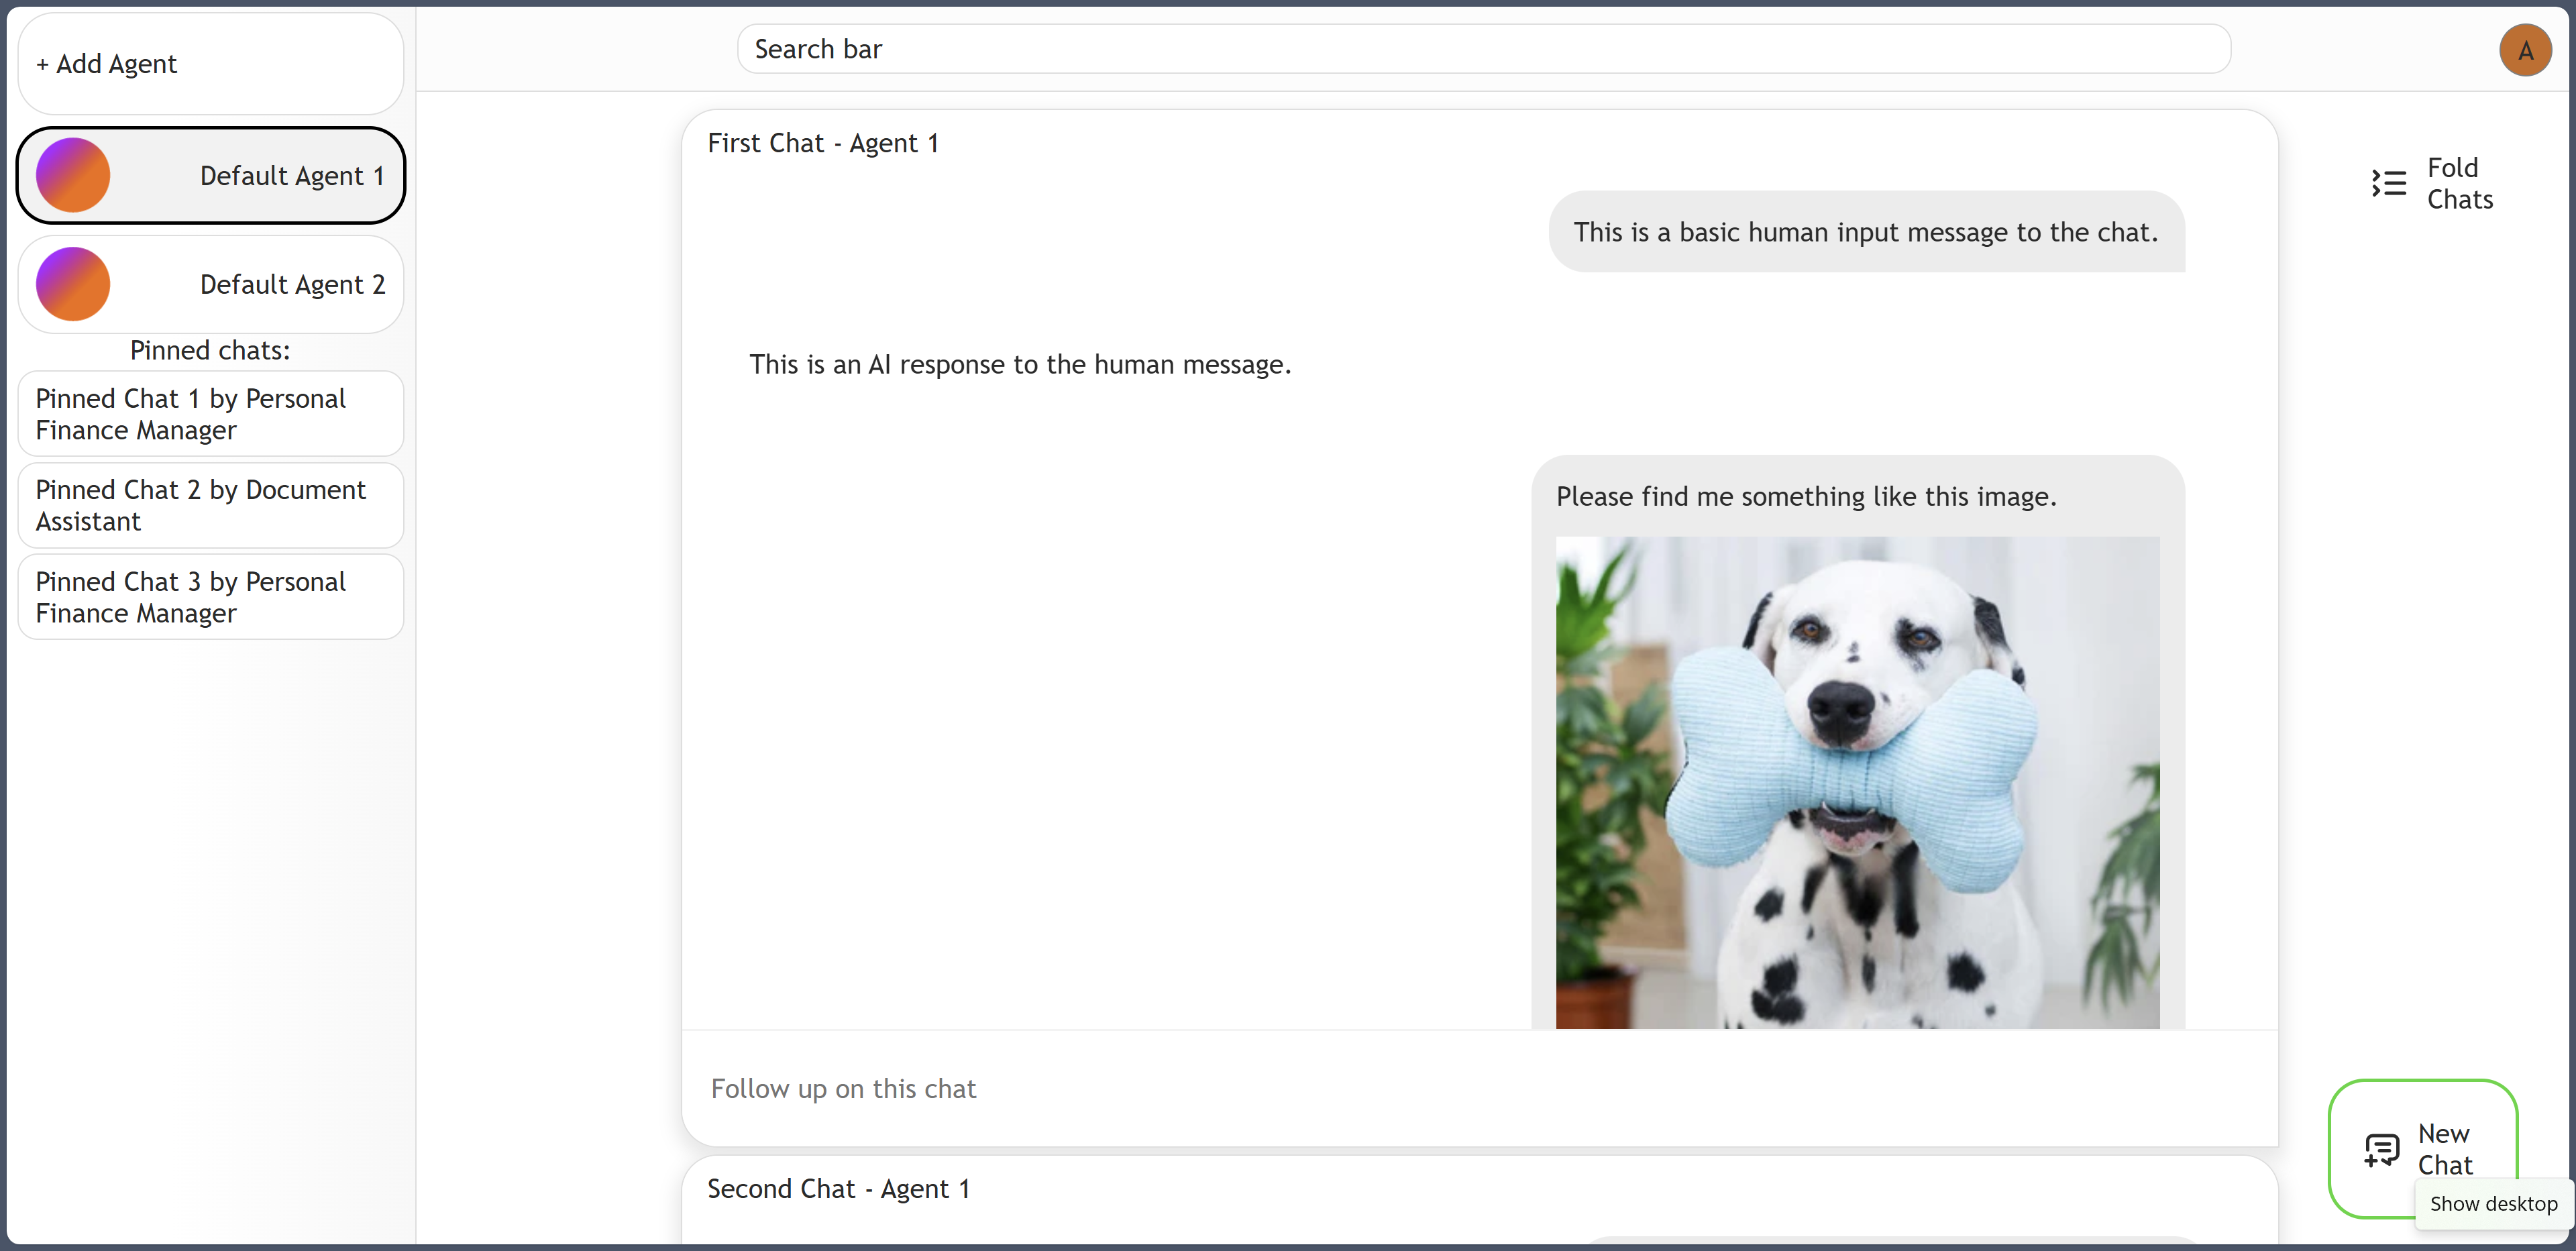 + Add Agent
Default Agent 1
Default Agent 2
Pinned chats:
Pinned Chat 1 by Personal
Finance Manager
Pinned Chat 2 by Document
Assistant
Pinned Chat 3 by Personal
Finance Manager
Search bar
A
First Chat - Agent 1
This is a basic human input message to the chat.
This is an AI response to the human message.
Please find me something like this image.
Follow up on this chat
Second Chat - Agent 1
Fold
Chats
New
Chat
Show desktop